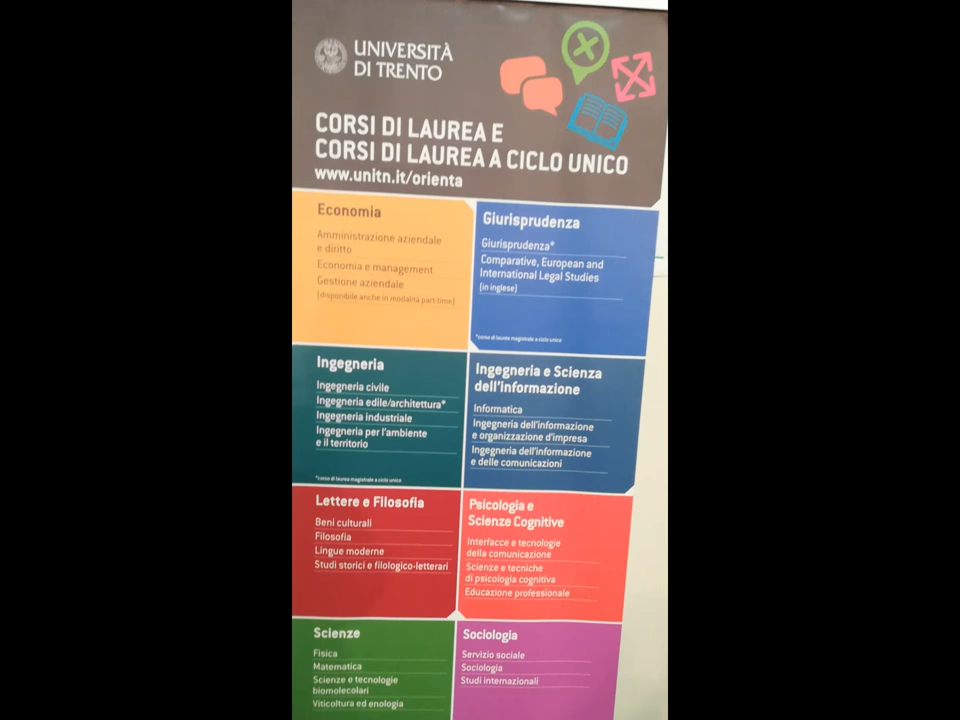 UNIVERSITÀ
DI TRENTO
CORSI DI LAUREA E
CORSI DI LAUREA A CICLO UNICO
www.unitn.it/orienta
Economia
Amministrazione aziendale
e diritto
Economia e management
Gestione aziendale
(disponibile anche in modalità part-time)
Giurisprudenza
Giurisprudenza*
Comparative, European and
International Legal Studies
(in inglese)
*corso di laurea magistrale a ciclo unico
Ingegneria
Ingegneria civile
Ingegneria edile/architettura*
Ingegneria industriale
Ingegneria per l'ambiente
e il territorio
*corso di laurea magistrale a ciclo unico
Ingegneria e Scienza
dell'informazione
Informatica
Ingegneria dell'informazione
e organizzazione d'impresa
Ingegneria dell'informazione
e delle comunicazioni
Lettere e Filosofia
Beni culturali
Filosofia
Lingue moderne
Studi storici e filologico-letterari
Psicologia e
Scienze Cognitive
Interfacce e tecnologie
della comunicazione
Scienze e tecniche
di psicologia cognitiva
Educazione professionale
Scienze
Fisica
Matematica
Scienze e tecnologie
biomolecolari
Viticoltura ed enologia
Sociologia
Servizio sociale
Sociologia
Studi internazionali